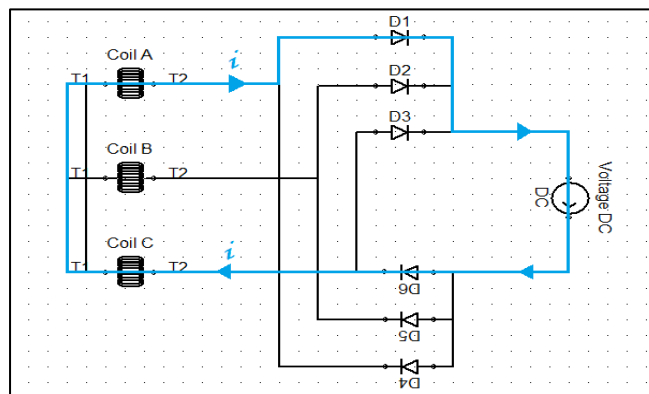 D1
Coil A
i
T1
T2
D2
D3
Coil B
T1
T2
Voltage DC
DC
Coil C
i
T1
T2
D6
D5
D4